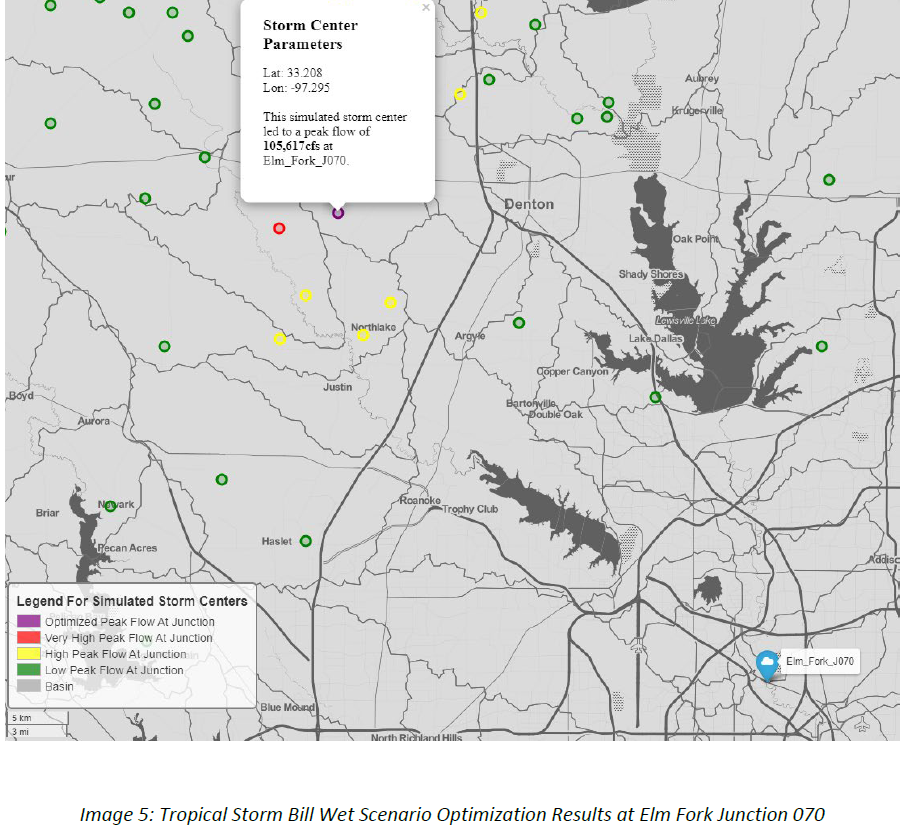 Storm Center
×
Parameters
Lat: 33.208
Lon: -97.295
This simulated storm center
led to a peak flow of
105,617cfs at
Elm_Fork_J070.
Aubrey
Krugerville
ur
Denton
Oak Point
Shady Shores
Lewisville Lake
Northlake
Argyle
Lake Dallas
Copper Canyon
Justin
Boyd
Bartonville
Double Oak
Aurora
Roanoke
Trophy Club
Newark
Briar
Haslet
Pecan Acres
Addiso
Legend For Simulated Storm Centers
Optimized Peak Flow At Junction
Very High Peak Flow At Junction
High Peak Flow At Junction
Low Peak Flow At Junction
Basin
Elm_Fork_J070
Blue Mound
5 km
3 mi
North Richland Hills
Image 5: Tropical Storm Bill Wet Scenario Optimization Results at Elm Fork Junction 070